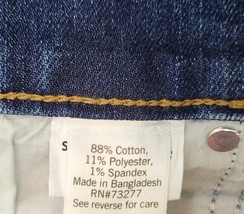 S
88% Cotton,
11% Polyester,
1% Spandex
Made in Bangladesh
RN#73277
See reverse for care